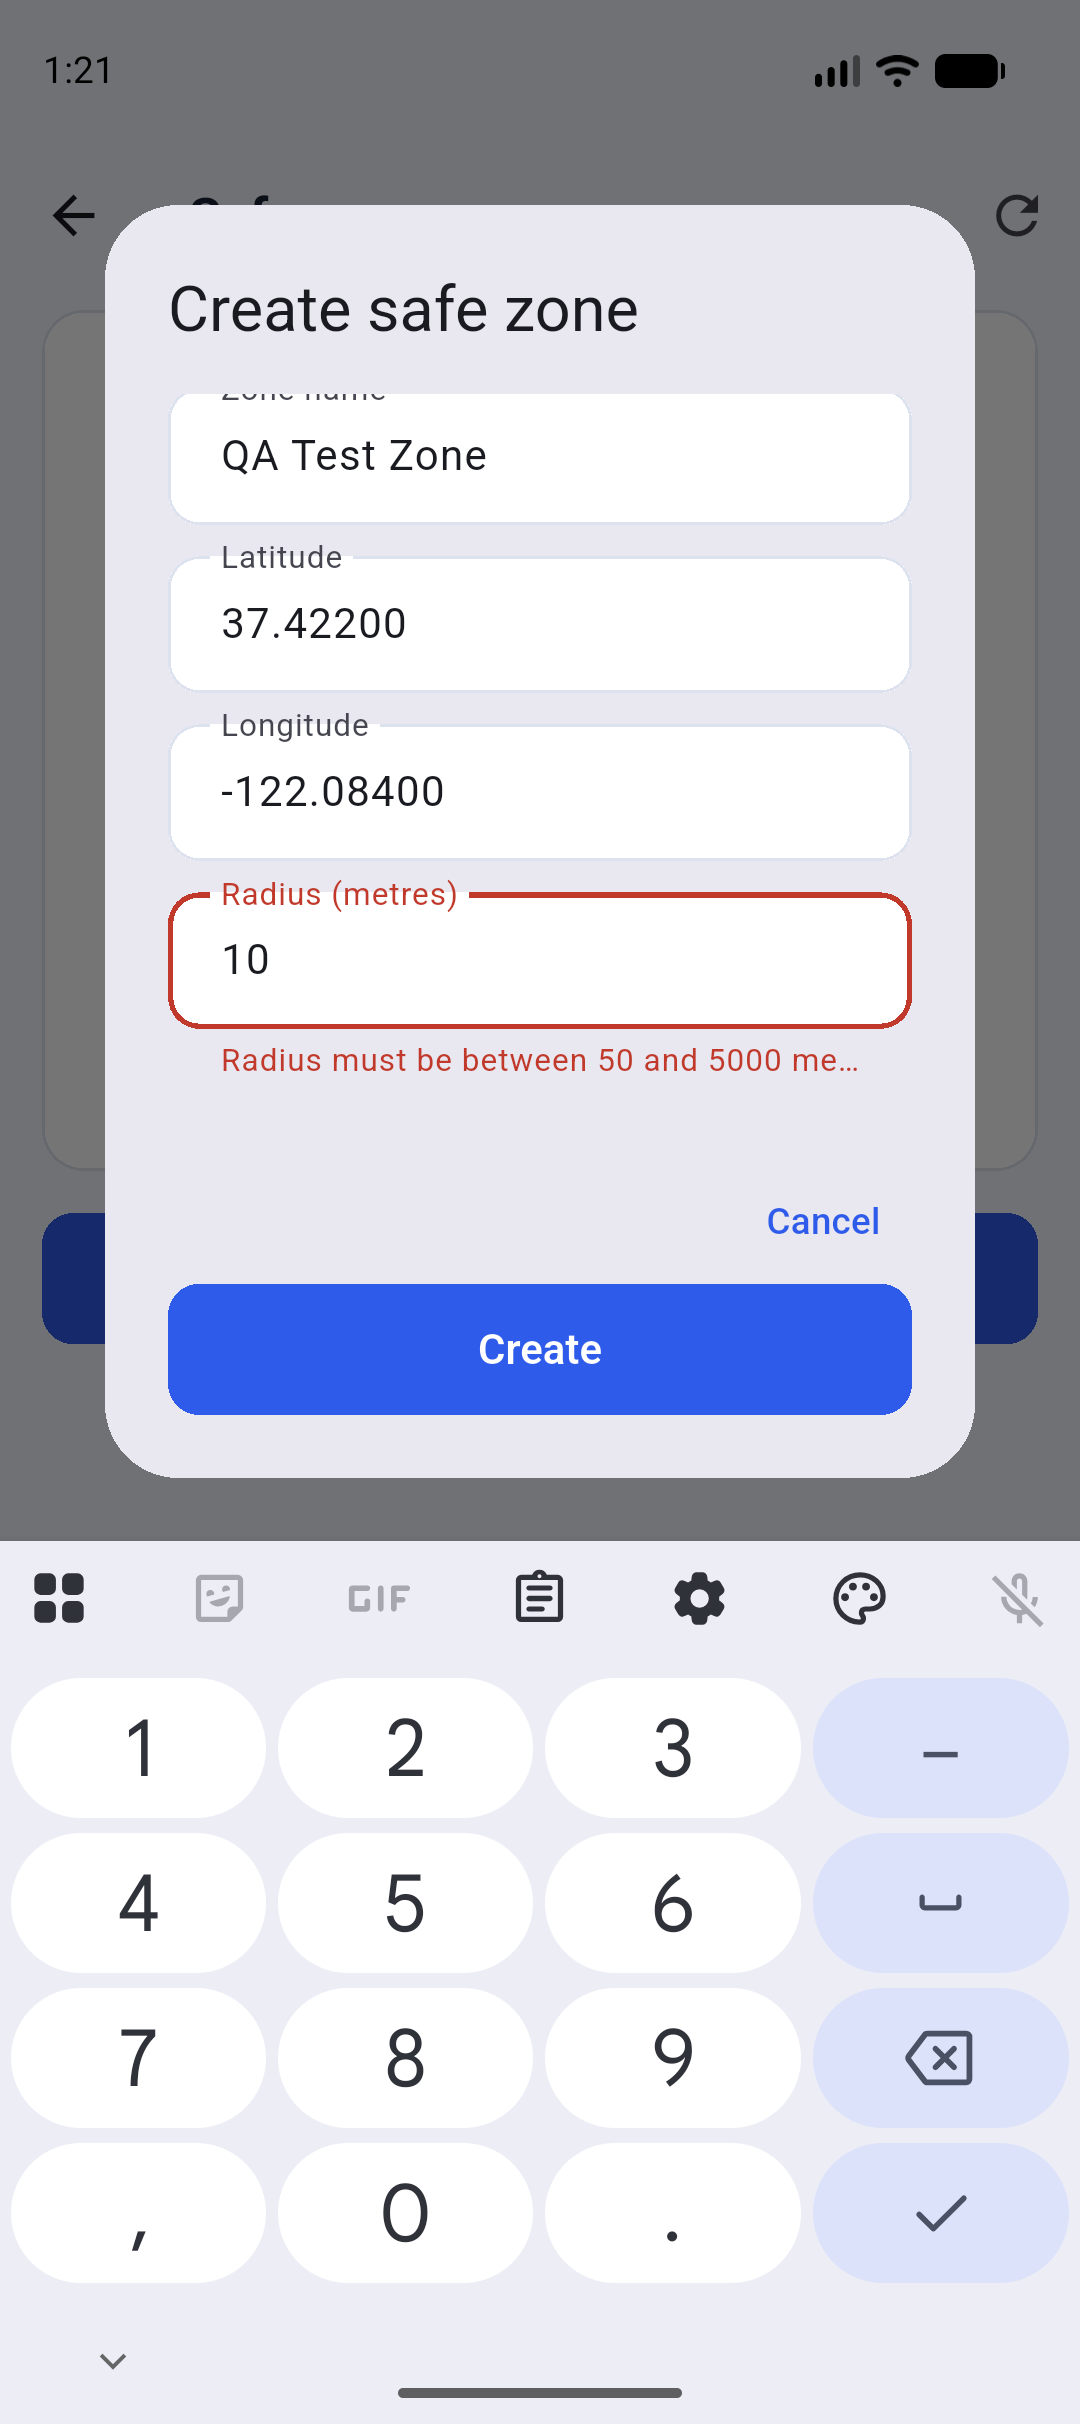 1:21
Create safe zone
Zone name
QA Test Zone
Latitude
37.42200
Longitude
-122.08400
Radius (metres)
10
Radius must be between 50 and 5000 me…
Cancel
Create
GIF
1 2 3 –
4 5 6
7 8 9
, 0 .